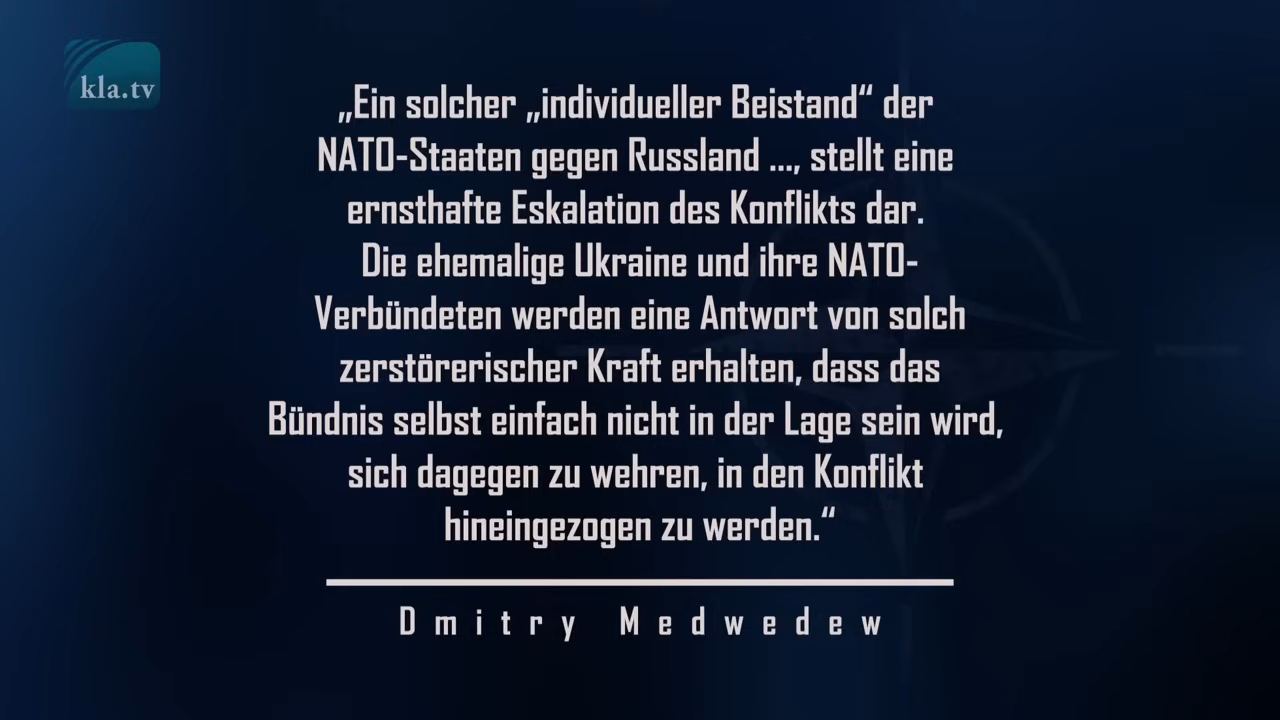 kla.tv
„Ein solcher „individueller Beistand“ der
NATO-Staaten gegen Russland ..., stellt eine
ernsthafte Eskalation des Konflikts dar.
Die ehemalige Ukraine und ihre NATO-
Verbündeten werden eine Antwort von solch
zerstörerischer Kraft erhalten, dass das
Bündnis selbst einfach nicht in der Lage sein wird,
sich dagegen zu wehren, in den Konflikt
hineingezogen zu werden.“
Dmitry Medwedew